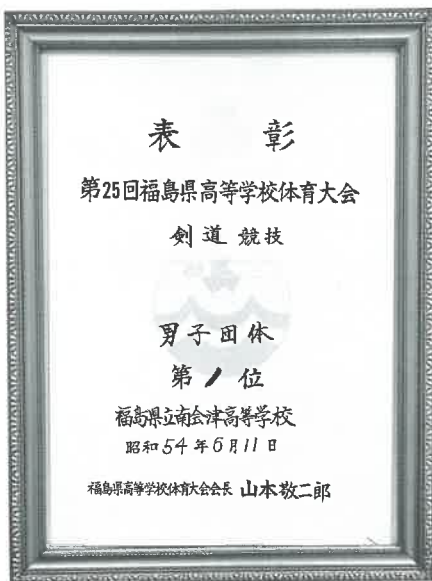 表 彰
第25回福島県高等学校体育大会
剣道 競技
男子団体
第1位
福島県立南会津高等学校
昭和54年6月11日
福島県高等学校体育大会会長 山本敬二郎